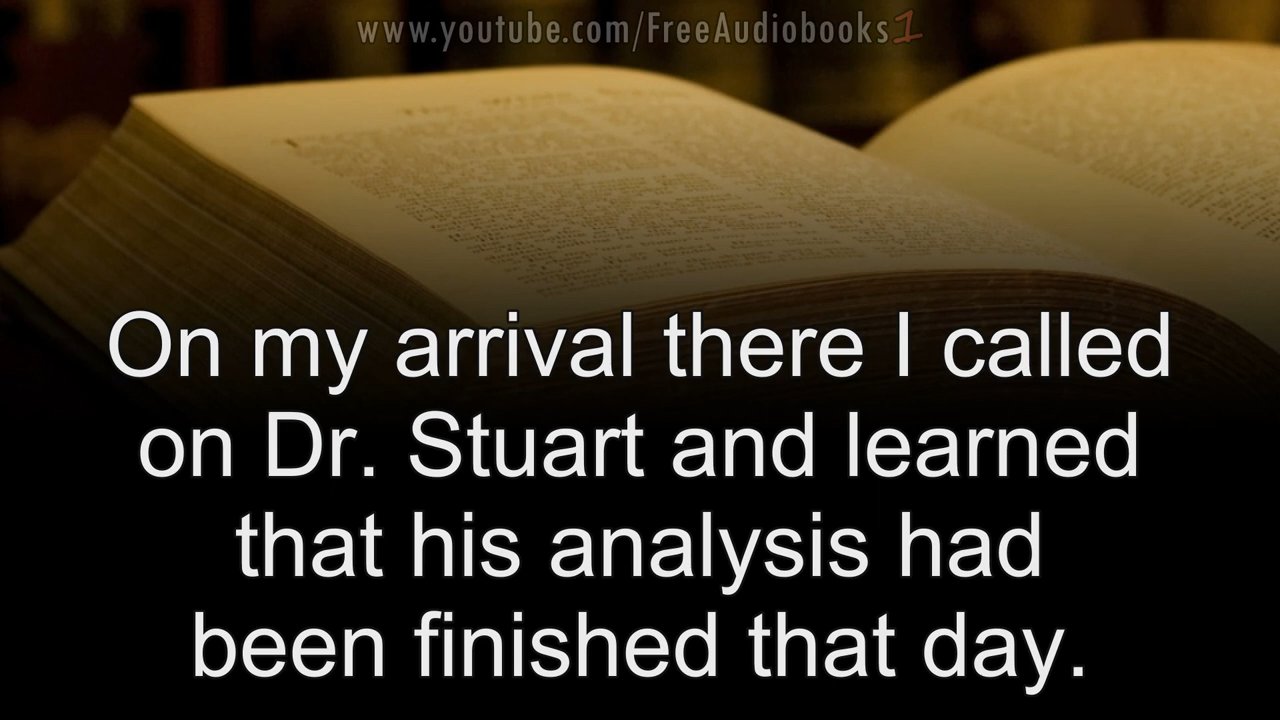 www.youtube.com/FreeAudiobooks1
On my arrival there I called
on Dr. Stuart and learned
that his analysis had
been finished that day.